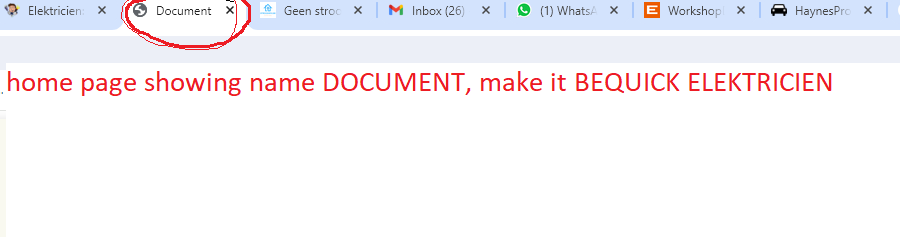 Elektricien Document Geen stroo Inbox (26) (1) WhatsA Workshop HaynesPro
home page showing name DOCUMENT, make it BEQUICK ELEKTRICIEN